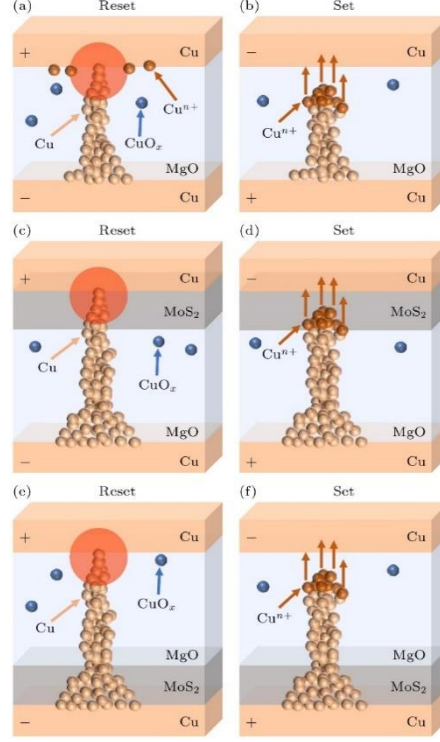 (a) Reset
+ Cu
Cuⁿ⁺
Cu CuOₓ
MgO
− Cu
(b) Set
− Cu
Cuⁿ⁺
MgO
+ Cu
(c) Reset
+ Cu
MoS₂
Cu CuOₓ
MgO
− Cu
(d) Set
− Cu
MoS₂
Cuⁿ⁺
MgO
+ Cu
(e) Reset
+ Cu
CuOₓ
Cu
MgO
MoS₂
− Cu
(f) Set
− Cu
Cuⁿ⁺
MgO
MoS₂
+ Cu